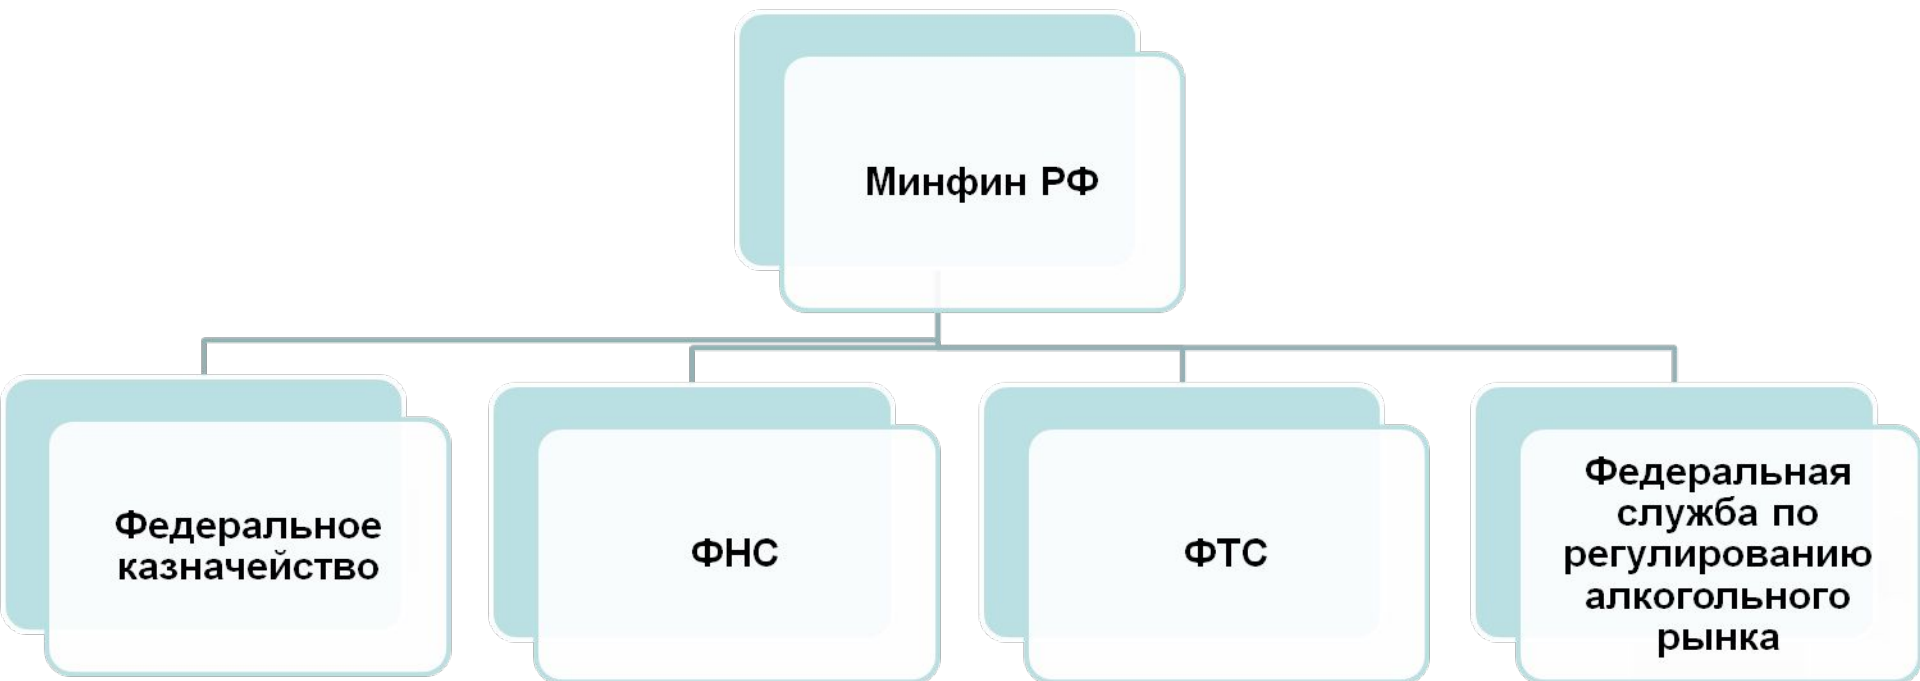 Минфин РФ
Федеральное
казначейство
ФНС
ФТС
Федеральная
служба по
регулированию
алкогольного
рынка